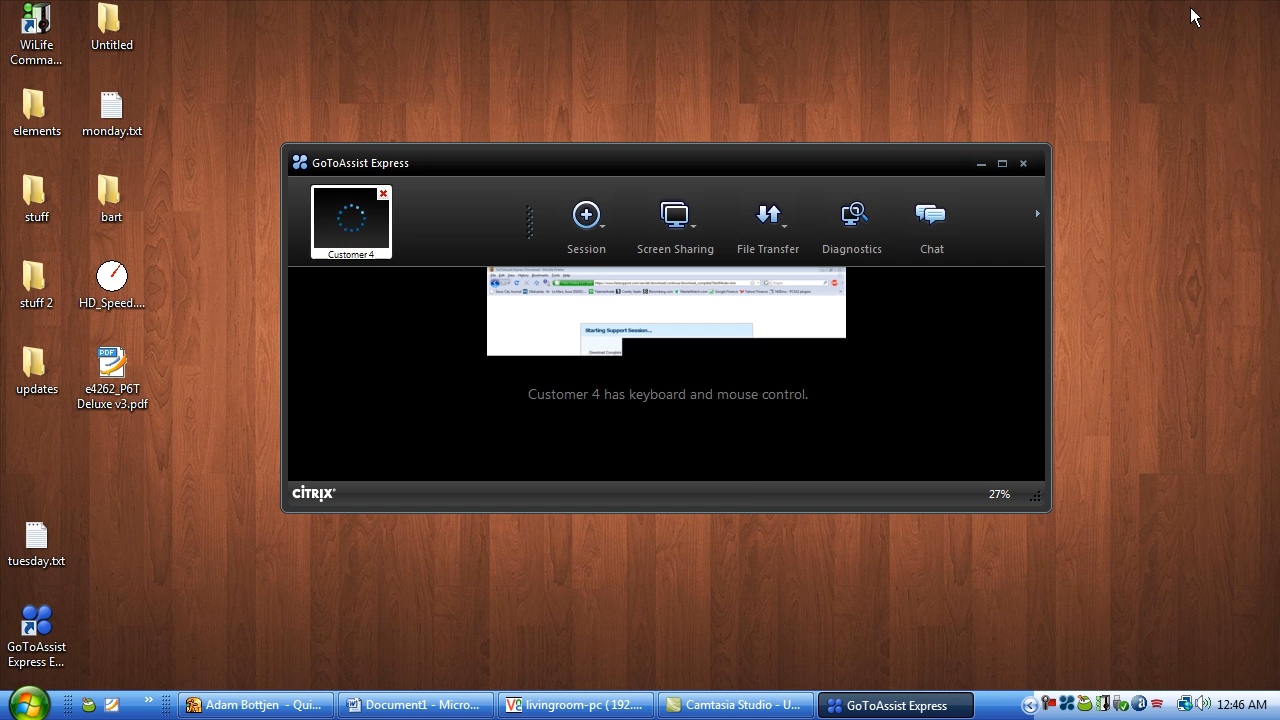 WiLife
Comma...
Untitled
elements
monday.txt
stuff
bart
stuff 2
HD_Speed....
updates
PDF
e4262_P6T
Deluxe v3.pdf
tuesday.txt
GoToAssist
Express E...
GoToAssist Express
Customer 4
Session
Screen Sharing
File Transfer
Diagnostics
Chat
Starting Support Session...
Download Complete
Customer 4 has keyboard and mouse control.
CITRIX
27%
Adam Bottjen - Qui...
Document1 - Micro...
livingroom-pc (192....
Camtasia Studio - U...
GoToAssist Express
12:46 AM